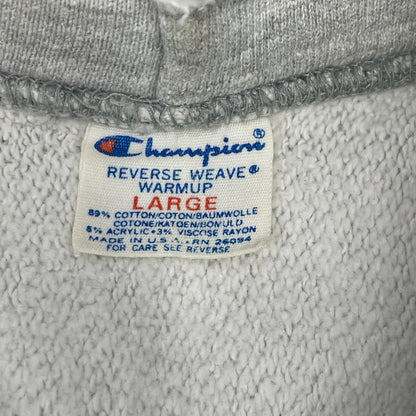 Champion®
REVERSE WEAVE®
WARMUP
LARGE
89% COTTON/COTON/BAUMWOLLE
COTONE/KATOEN/BOMULD
8% ACRYLIC • 3% VISCOSE RAYON
MADE IN U.S.A. • RN 26094
FOR CARE SEE REVERSE